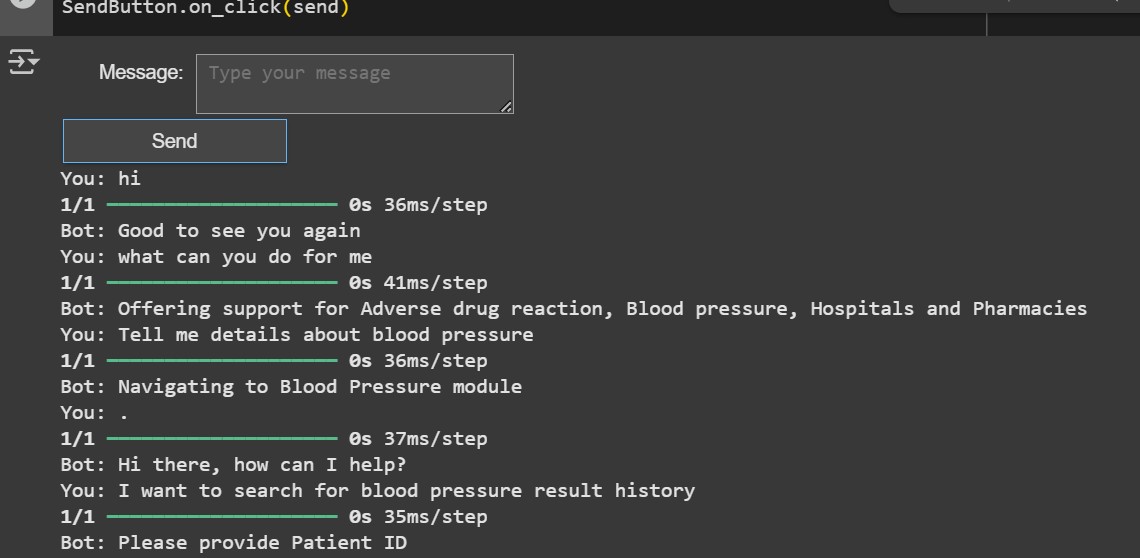 SendButton.on_click(send)
Message:
Type your message
Send
You: hi
1/1 ━━━━━━━━━━━━━━━━━━━━ 0s 36ms/step
Bot: Good to see you again
You: what can you do for me
1/1 ━━━━━━━━━━━━━━━━━━━━ 0s 41ms/step
Bot: Offering support for Adverse drug reaction, Blood pressure, Hospitals and Pharmacies
You: Tell me details about blood pressure
1/1 ━━━━━━━━━━━━━━━━━━━━ 0s 36ms/step
Bot: Navigating to Blood Pressure module
You: .
1/1 ━━━━━━━━━━━━━━━━━━━━ 0s 37ms/step
Bot: Hi there, how can I help?
You: I want to search for blood pressure result history
1/1 ━━━━━━━━━━━━━━━━━━━━ 0s 35ms/step
Bot: Please provide Patient ID